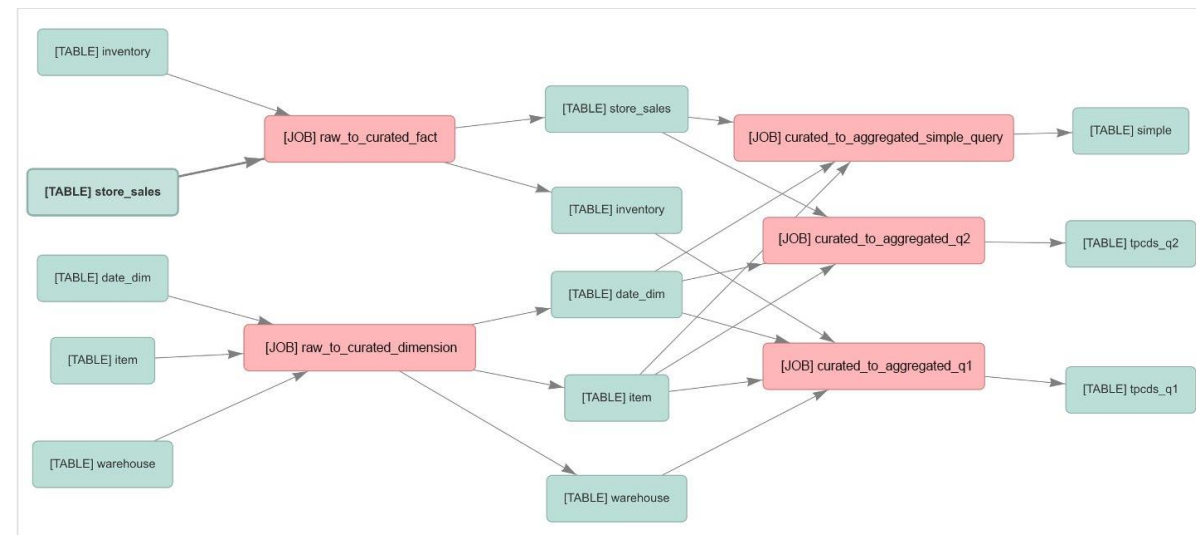 [TABLE] inventory
[TABLE] store_sales
[TABLE] date_dim
[TABLE] item
[TABLE] warehouse
[JOB] raw_to_curated_fact
[JOB] raw_to_curated_dimension
[TABLE] store_sales
[TABLE] inventory
[TABLE] date_dim
[TABLE] item
[TABLE] warehouse
[JOB] curated_to_aggregated_simple_query
[JOB] curated_to_aggregated_q2
[JOB] curated_to_aggregated_q1
[TABLE] simple
[TABLE] tpcds_q2
[TABLE] tpcds_q1